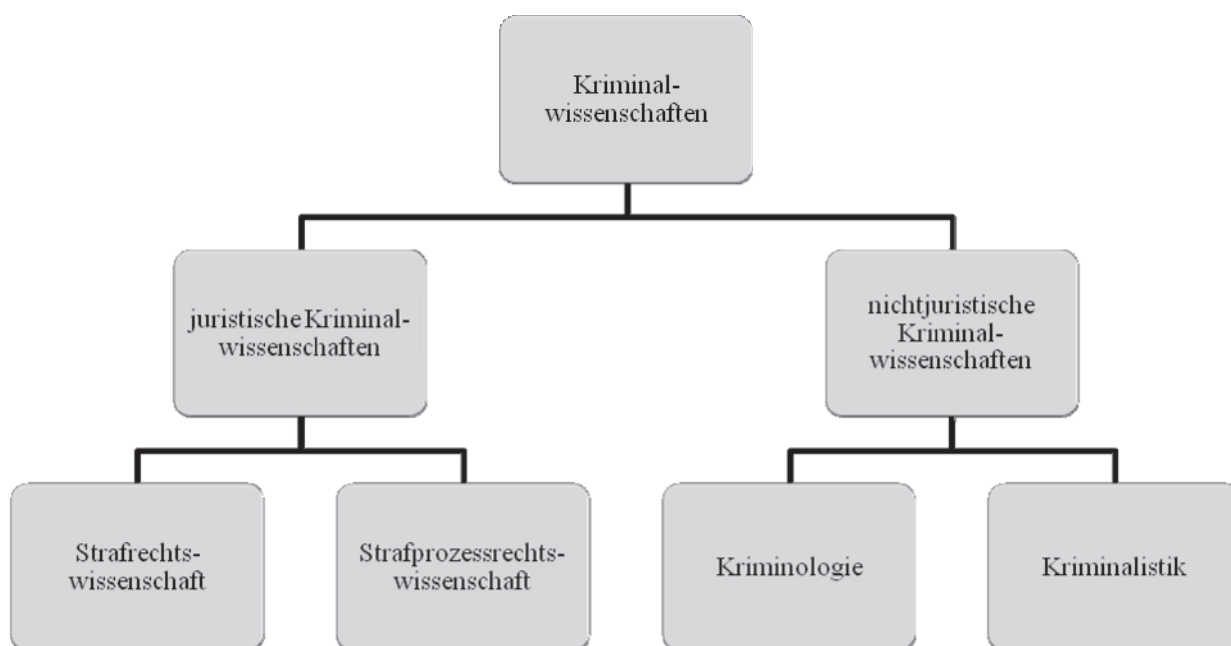 Kriminal-
wissenschaften
juristische Kriminal-
wissenschaften
nichtjuristische
Kriminal-
wissenschaften
Strafrechts-
wissenschaft
Strafprozessrechts-
wissenschaft
Kriminologie
Kriminalistik